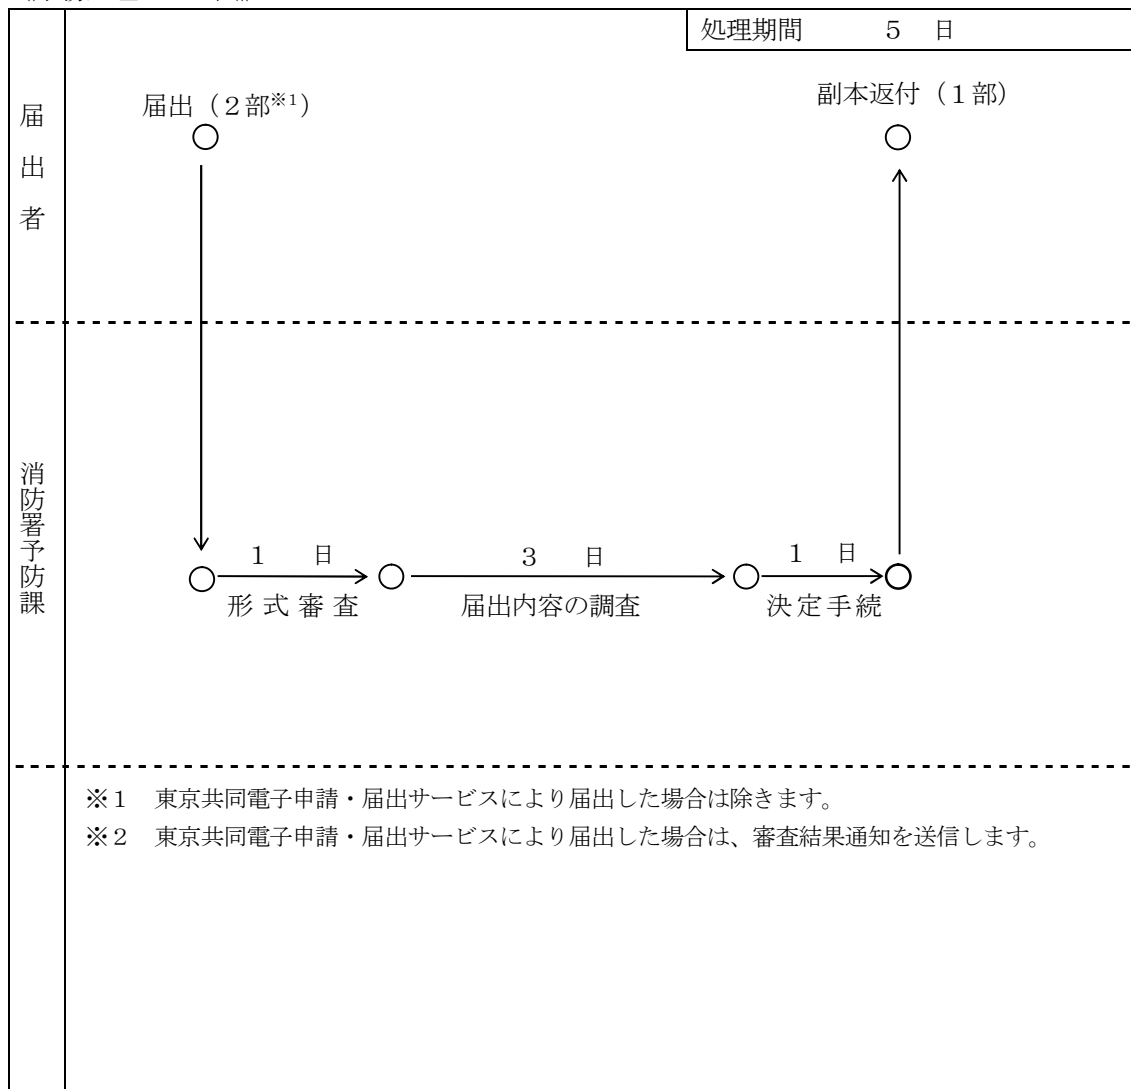 処理期間　５　日
届出者
届出（２部※1）
副本返付（１部）
消防署予防課
１　日
形式審査
３　日
届出内容の調査
１　日
決定手続
※１　東京共同電子申請・届出サービスにより届出した場合は除きます。
※２　東京共同電子申請・届出サービスにより届出した場合は、審査結果通知を送信します。